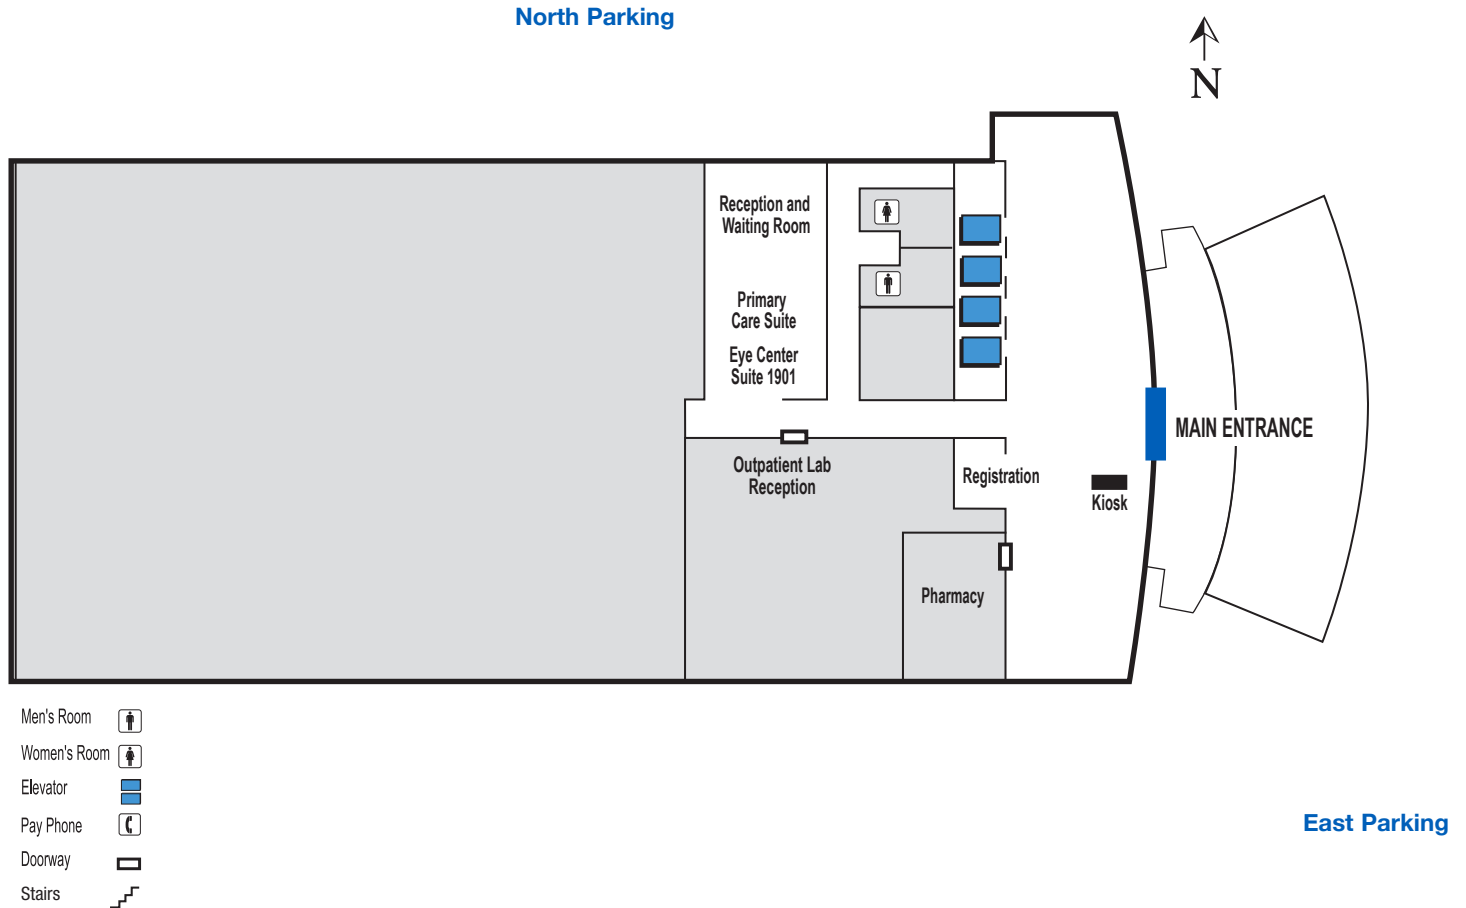 North Parking
N
Reception and
Waiting Room
Primary
Care Suite
Eye Center
Suite 1901
MAIN ENTRANCE
Outpatient Lab
Reception
Registration
Kiosk
Pharmacy
Men's Room
Women's Room
Elevator
Pay Phone
Doorway
Stairs
East Parking